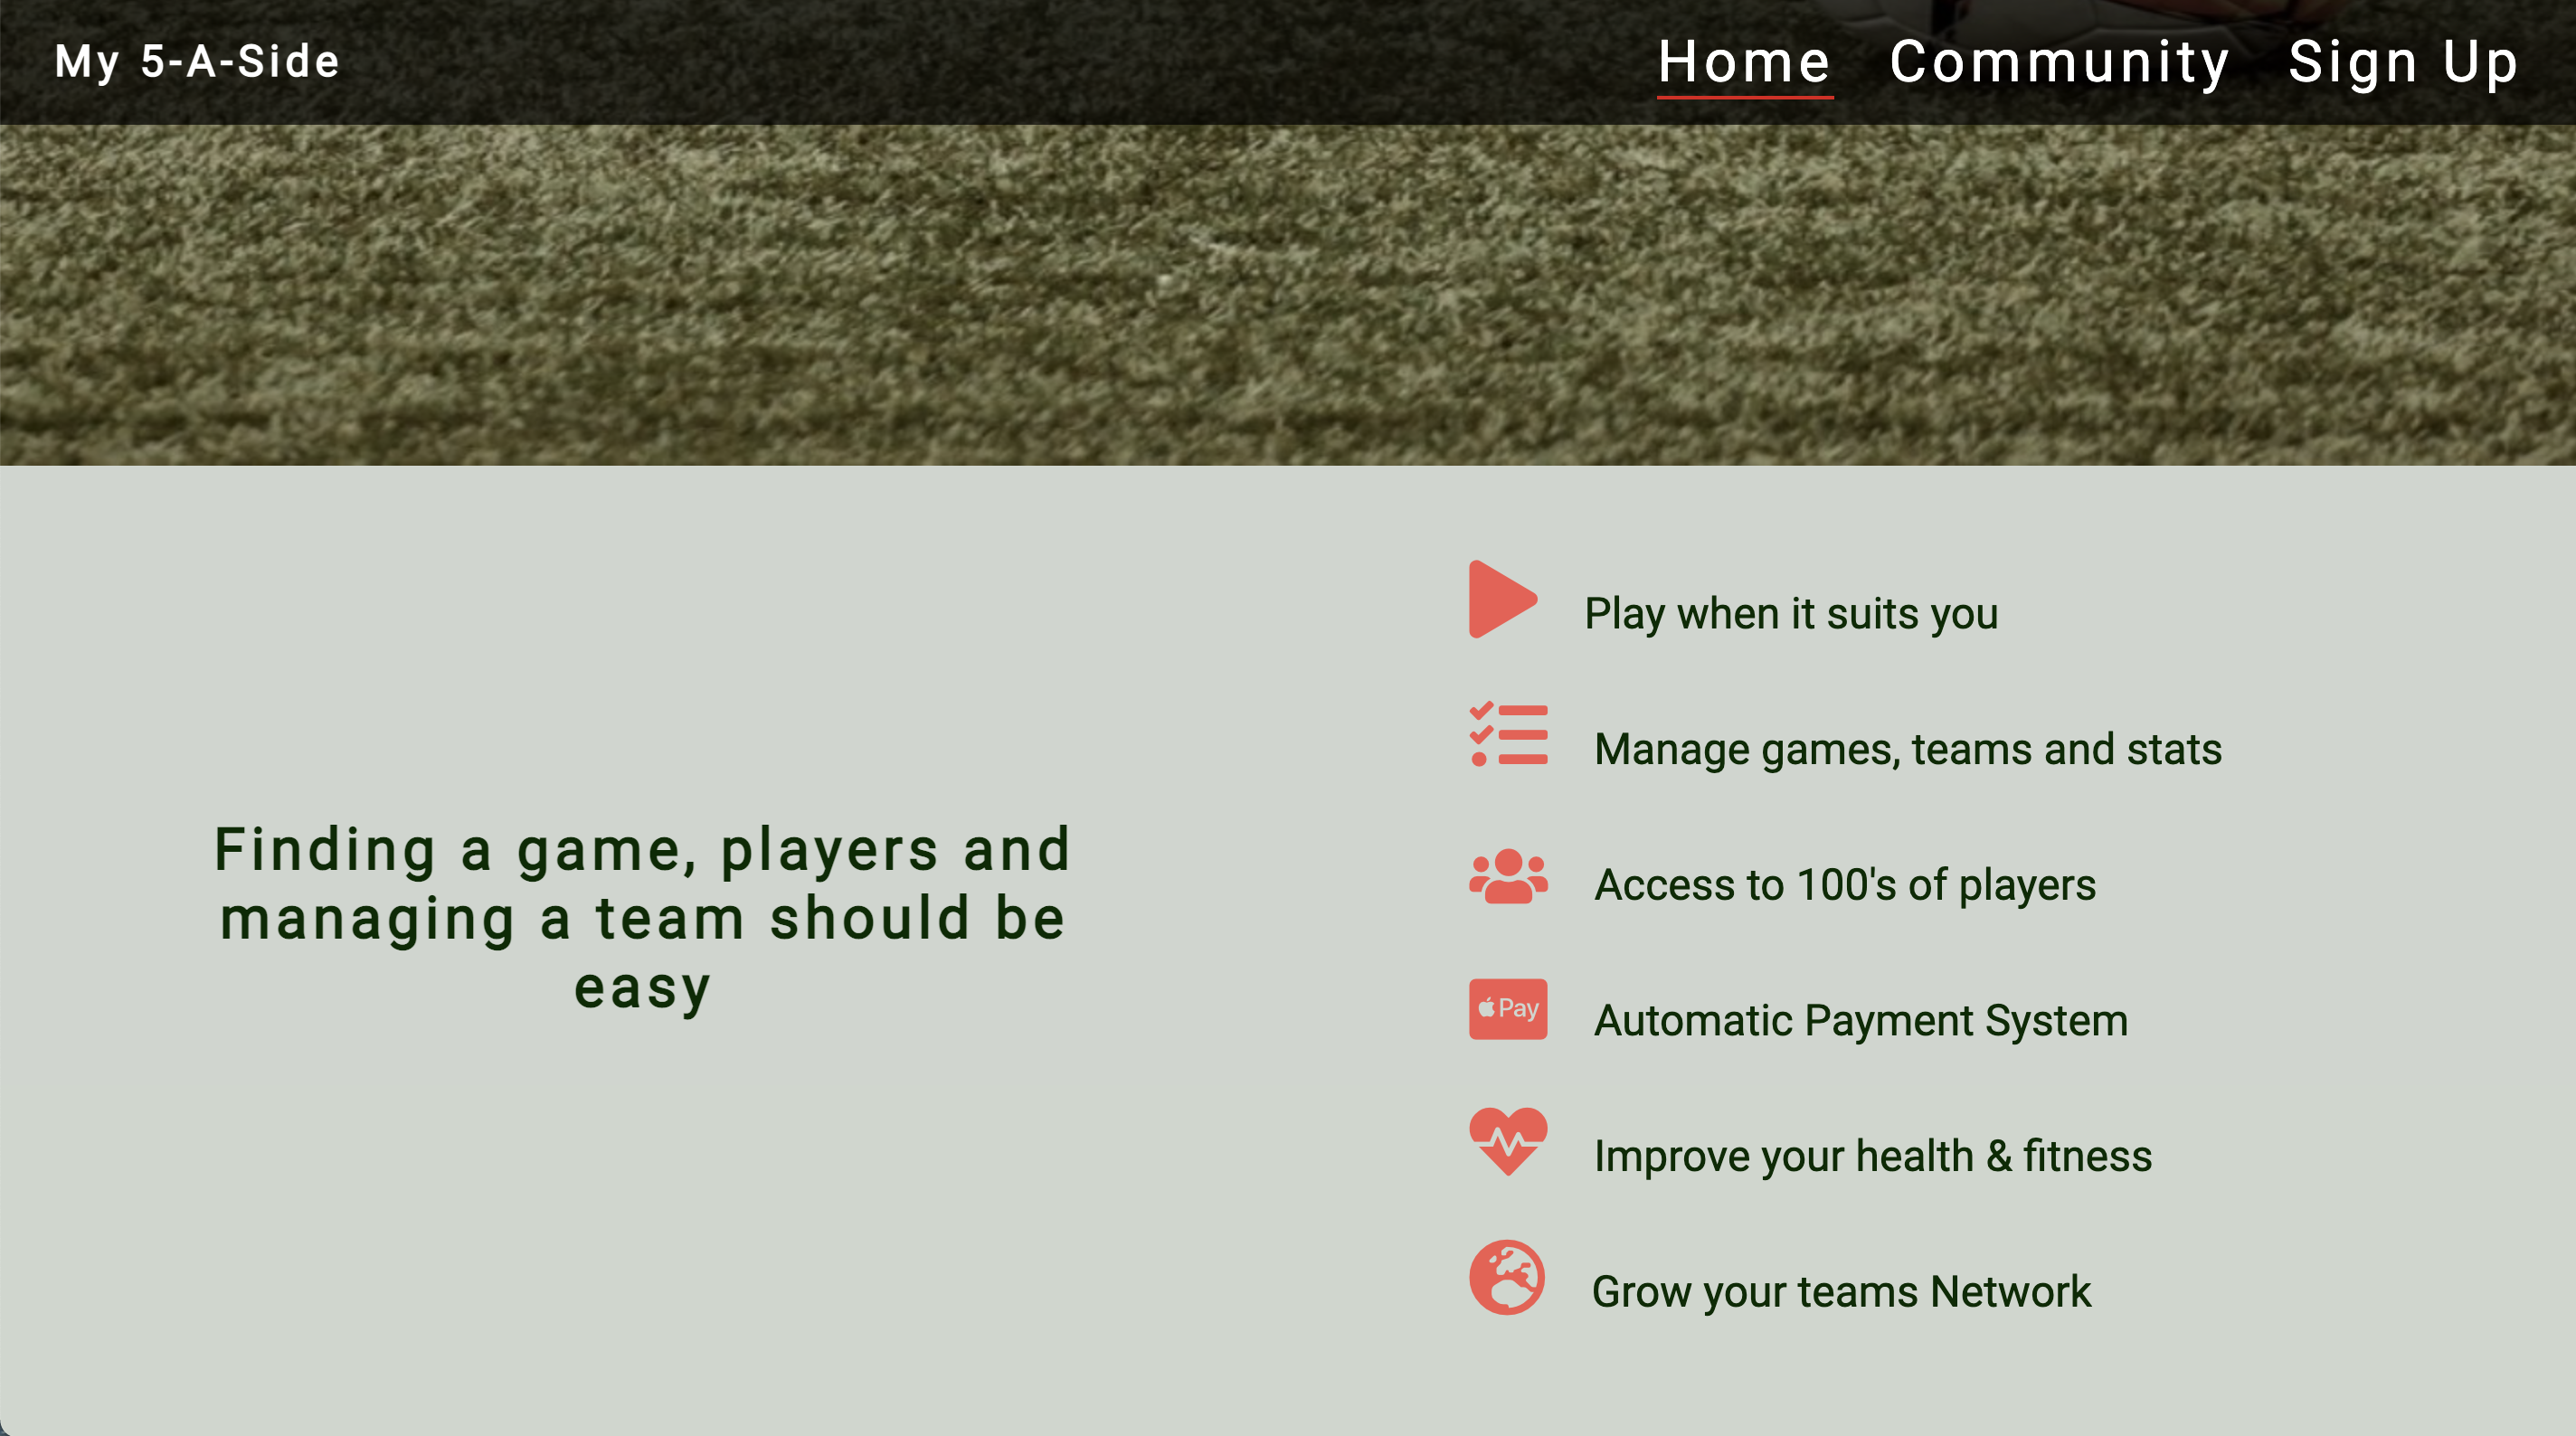 My 5-A-Side
Home Community Sign Up
Finding a game, players and
managing a team should be
easy
Play when it suits you
Manage games, teams and stats
Access to 100's of players
Pay
Automatic Payment System
Improve your health & fitness
Grow your teams Network